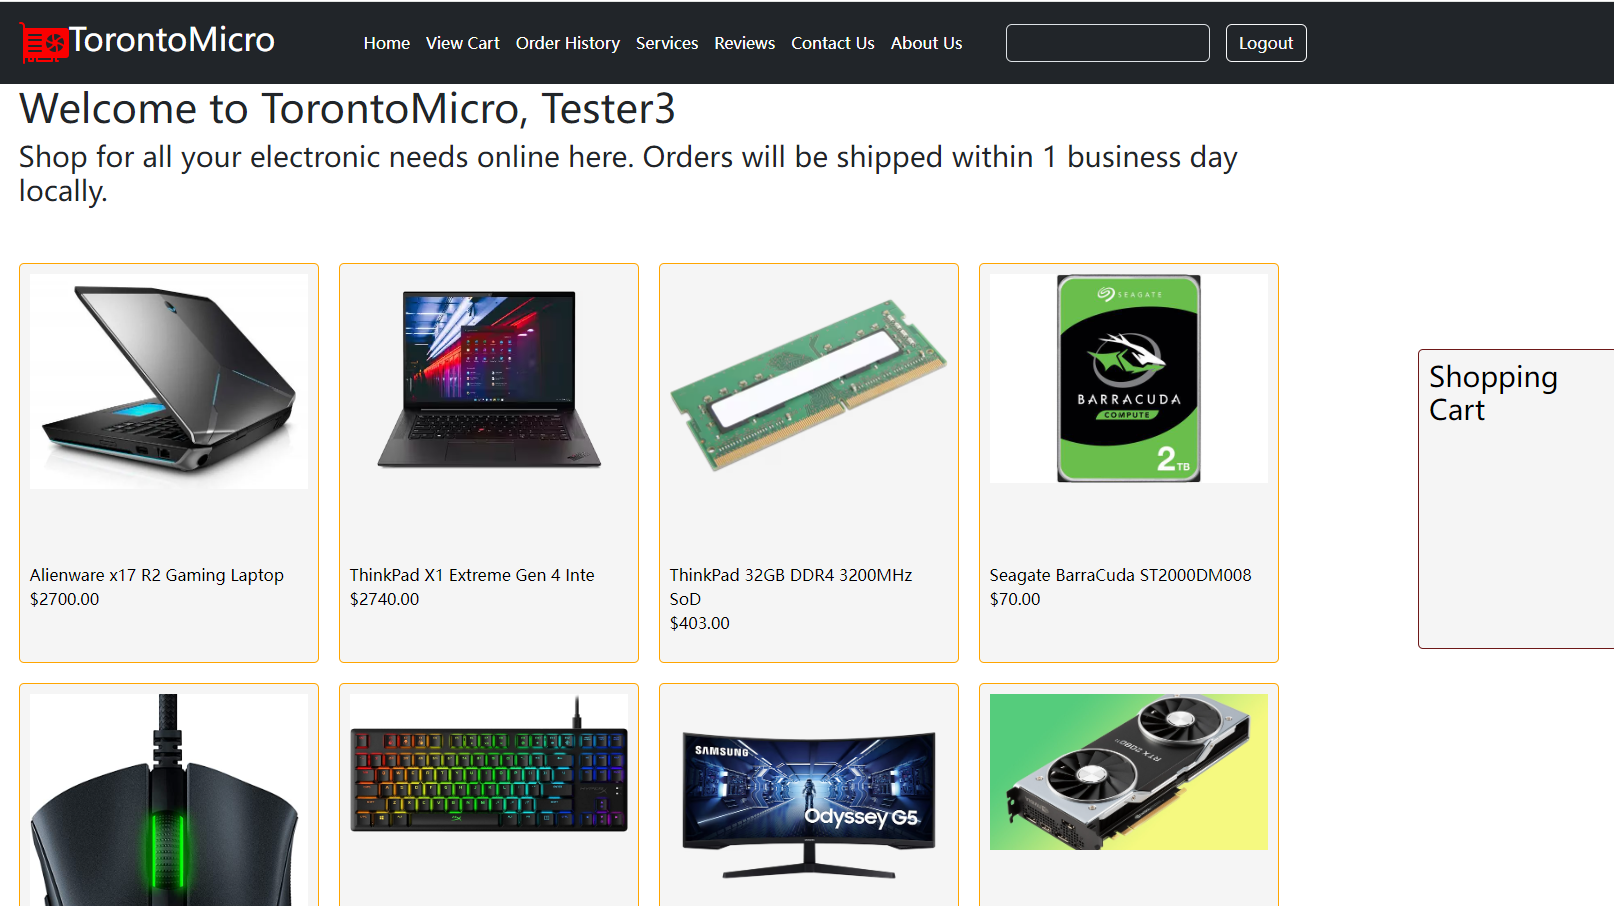 TorontoMicro
Home View Cart Order History Services Reviews Contact Us About Us Logout
Welcome to TorontoMicro, Tester3
Shop for all your electronic needs online here. Orders will be shipped within 1 business day
locally.
SEAGATE
BARRACUDA
COMPUTE
2TB
Shopping
Cart
Alienware x17 R2 Gaming Laptop
$2700.00
ThinkPad X1 Extreme Gen 4 Inte
$2740.00
ThinkPad 32GB DDR4 3200MHz
SoD
$403.00
Seagate BarraCuda ST2000DM008
$70.00
SAMSUNG
Odyssey G5
RTX 2080